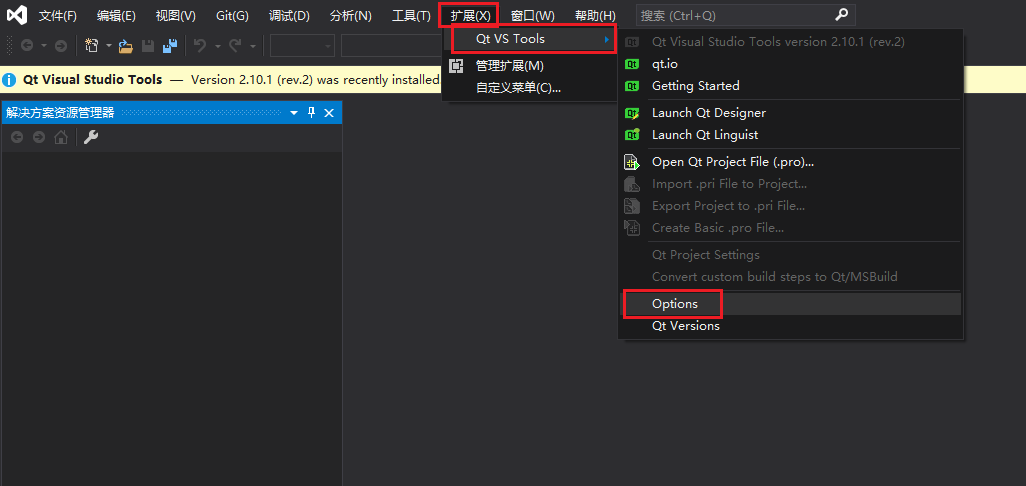 文件(F) 编辑(E) 视图(V) Git(G) 调试(D) 分析(N) 工具(T) 扩展(X) 窗口(W) 帮助(H) 搜索 (Ctrl+Q)
Qt VS Tools
管理扩展(M)
自定义菜单(C)...
Qt Visual Studio Tools version 2.10.1 (rev.2)
qt.io
Getting Started
Launch Qt Designer
Launch Qt Linguist
Open Qt Project File (.pro)...
Import .pri File to Project...
Export Project to .pri File...
Create Basic .pro File...
Qt Project Settings
Convert custom build steps to Qt/MSBuild
Options
Qt Versions
Qt Visual Studio Tools — Version 2.10.1 (rev.2) was recently installed
解决方案资源管理器